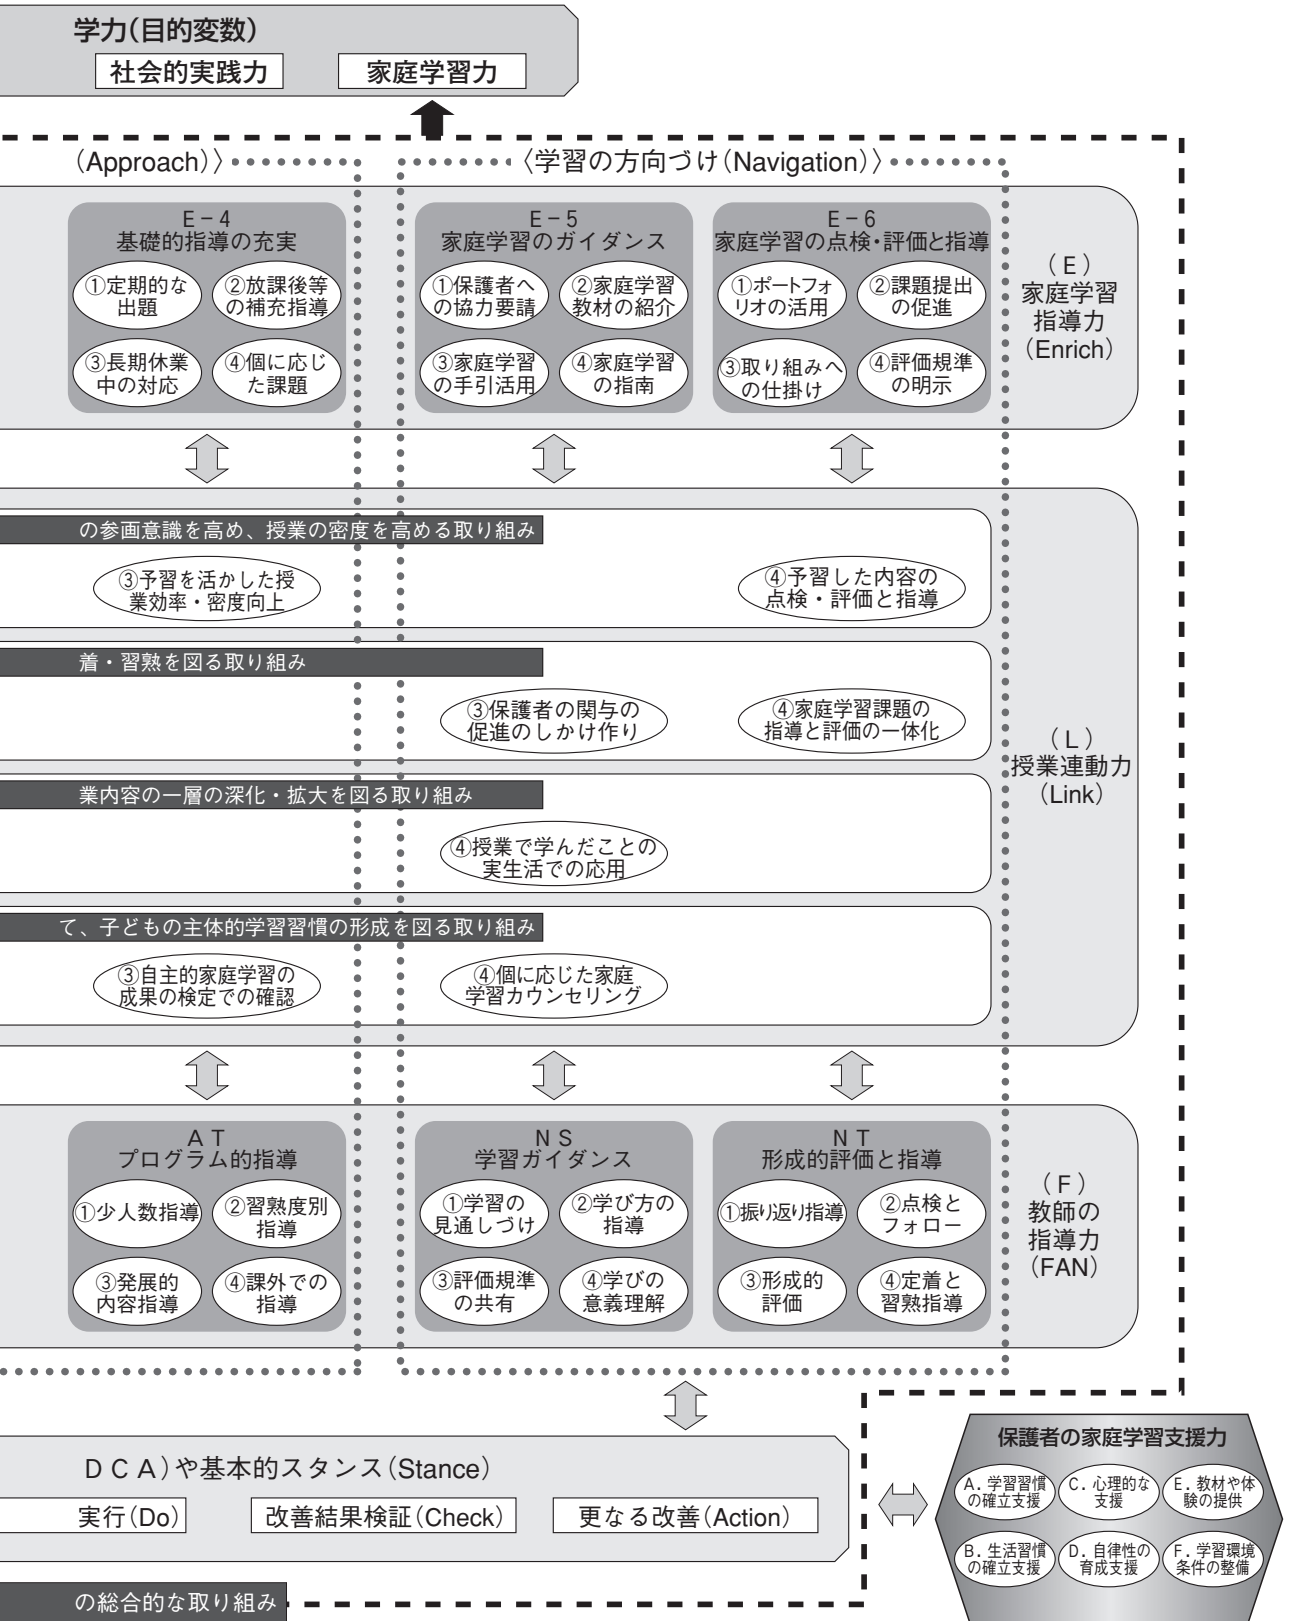 学力(目的変数)
社会的実践力
家庭学習力
(Approach)〉
〈学習の方向づけ(Navigation)〉
E-4
基礎的指導の充実
①定期的な
出題
②放課後等
の補充指導
③長期休業
中の対応
④個に応じ
た課題
E-5
家庭学習のガイダンス
①保護者へ
の協力要請
②家庭学習
教材の紹介
③家庭学習
の手引活用
④家庭学習
の指南
E-6
家庭学習の点検・評価と指導
①ポートフォ
リオの活用
②課題提出
の促進
③取り組みへ
の仕掛け
④評価規準
の明示
(E)
家庭学習
指導力
(Enrich)
の参画意識を高め、授業の密度を高める取り組み
③予習を活かした授
業効率・密度向上
④予習した内容の
点検・評価と指導
着・習熟を図る取り組み
③保護者の関与の
促進のしかけ作り
④家庭学習課題の
指導と評価の一体化
業内容の一層の深化・拡大を図る取り組み
④授業で学んだことの
実生活での応用
て、子どもの主体的学習習慣の形成を図る取り組み
③自主的家庭学習の
成果の検定での確認
④個に応じた家庭
学習カウンセリング
(L)
授業連動力
(Link)
AT
プログラム的指導
①少人数指導
②習熟度別
指導
③発展的
内容指導
④課外での
指導
NS
学習ガイダンス
①学習の
見通しづけ
②学び方の
指導
③評価規準
の共有
④学びの
意義理解
NT
形成的評価と指導
①振り返り指導
②点検と
フォロー
③形成的
評価
④定着と
習熟指導
(F)
教師の
指導力
(FAN)
DCA)や基本的スタンス(Stance)
実行(Do)
改善結果検証(Check)
更なる改善(Action)
の総合的な取り組み
保護者の家庭学習支援力
A.学習習慣
の確立支援
C.心理的な
支援
E.教材や体
験の提供
B.生活習慣
の確立支援
D.自律性の
育成支援
F.学習環境
条件の整備